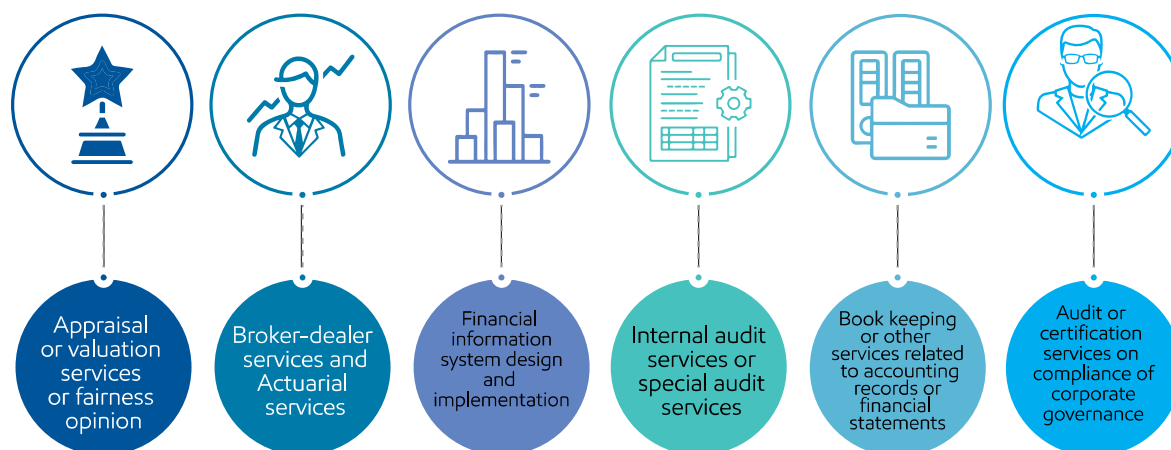 Appraisal
or valuation
services
or fairness
opinion
Broker-dealer
services and
Actuarial
services
Financial
information
system design
and
implementation
Internal audit
services or
special audit
services
Book keeping
or other
services related
to accounting
records or
financial
statements
Audit or
certification
services on
compliance of
corporate
governance